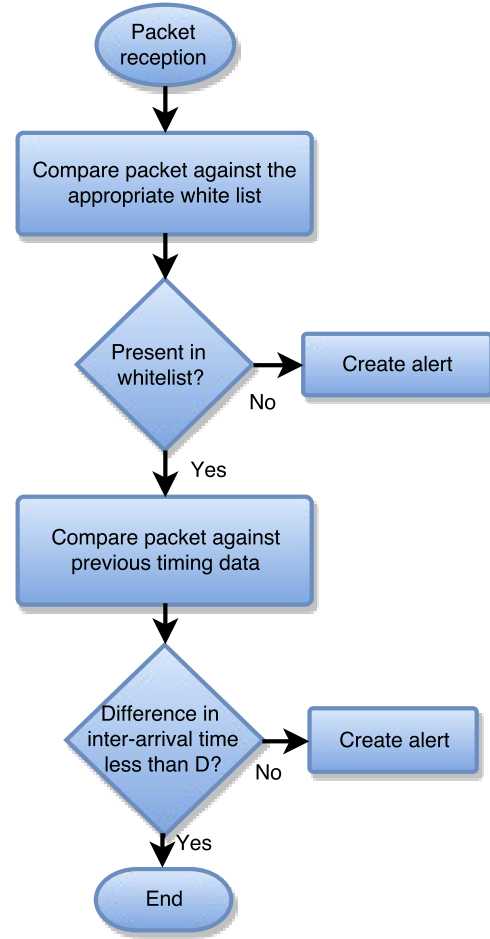 Packet
reception
Compare packet against the
appropriate white list
Present in
whitelist?
No
Create alert
Yes
Compare packet against
previous timing data
Difference in
inter-arrival time
less than D?
No
Create alert
Yes
End